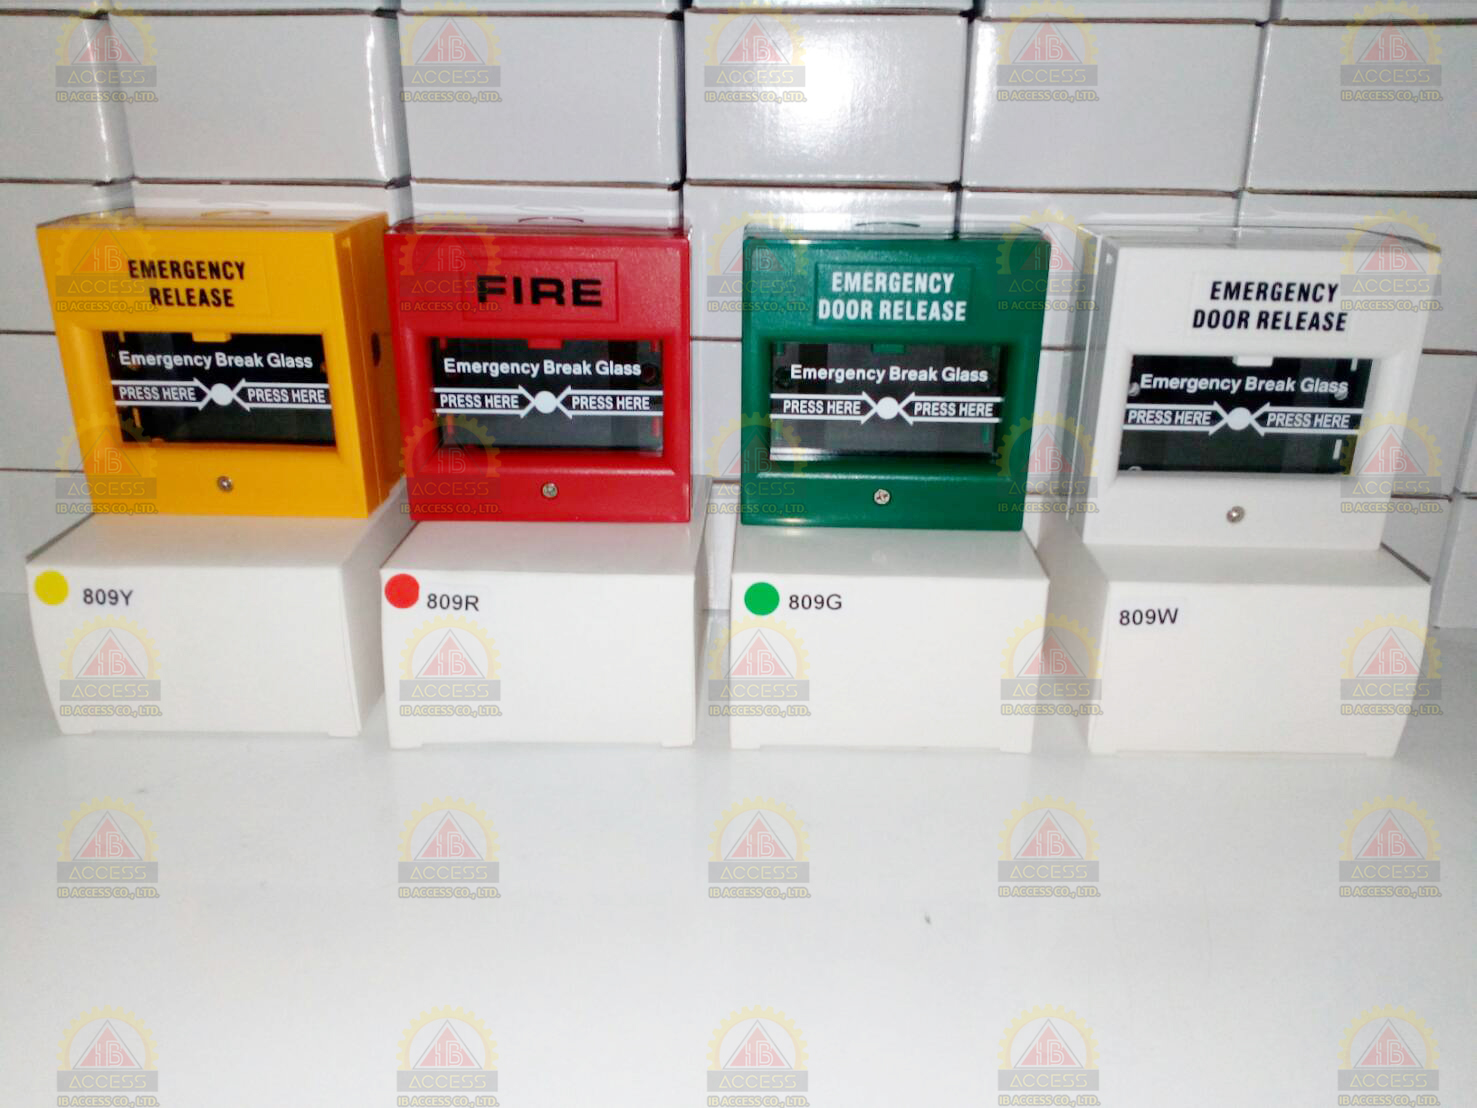 EMERGENCY
RELEASE
Emergency Break Glass
PRESS HERE PRESS HERE
809Y
FIRE
Emergency Break Glass
PRESS HERE PRESS HERE
809R
EMERGENCY
DOOR RELEASE
Emergency Break Glass
PRESS HERE PRESS HERE
809G
EMERGENCY
DOOR RELEASE
Emergency Break Glass
PRESS HERE PRESS HERE
809W
IB
ACCESS
IB ACCESS CO., LTD.